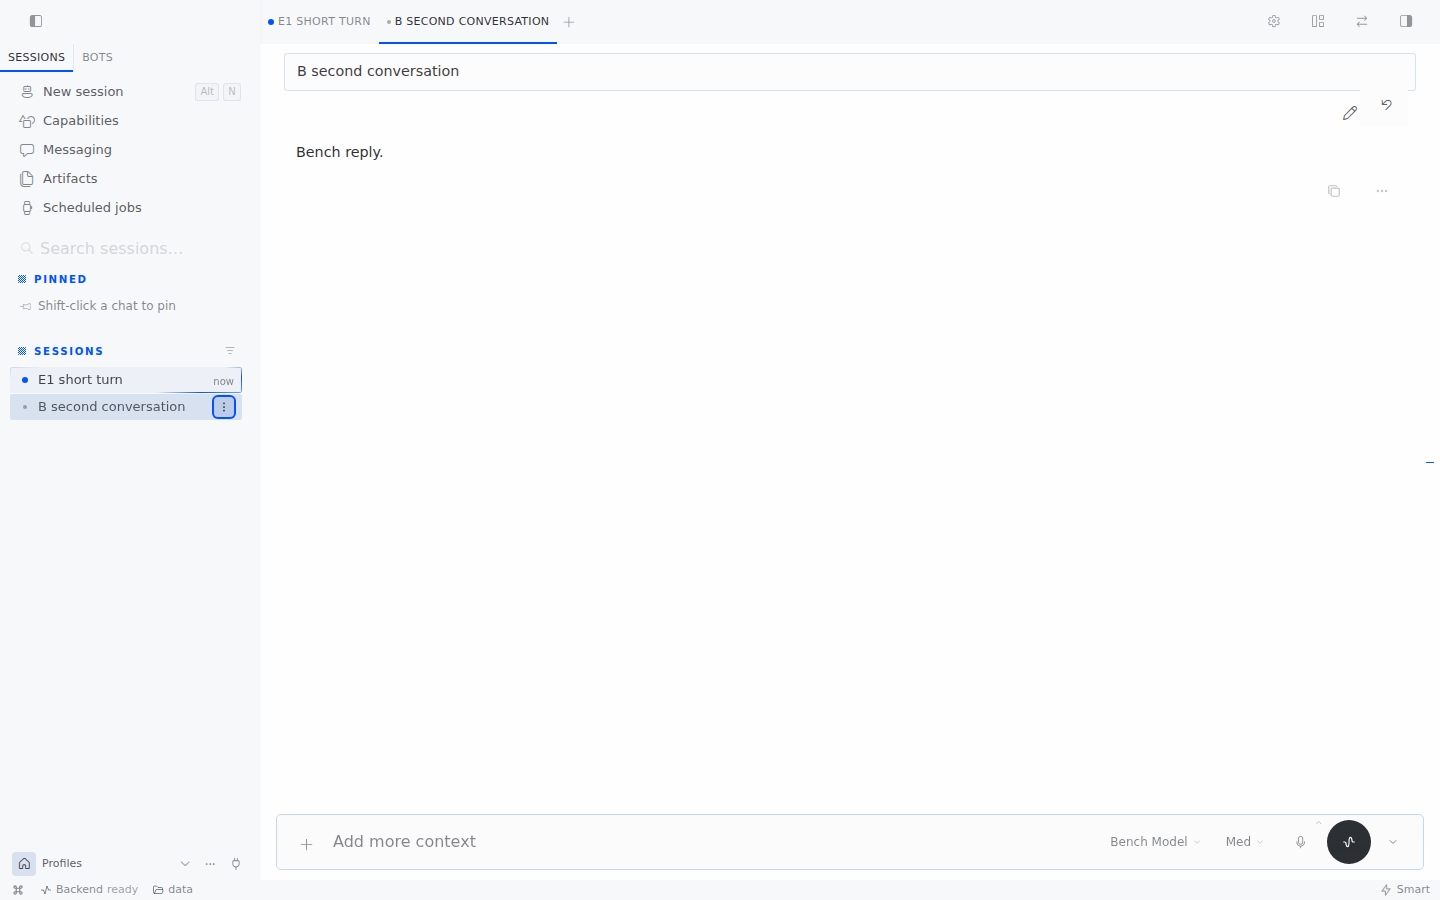 E1 SHORT TURN
B SECOND CONVERSATION
SESSIONS
BOTS
New session
Alt
N
Capabilities
Messaging
Artifacts
Scheduled jobs
Search sessions...
PINNED
Shift-click a chat to pin
SESSIONS
E1 short turn
now
B second conversation
B second conversation
Bench reply.
Add more context
Bench Model
Med
Profiles
Backend ready
data
Smart